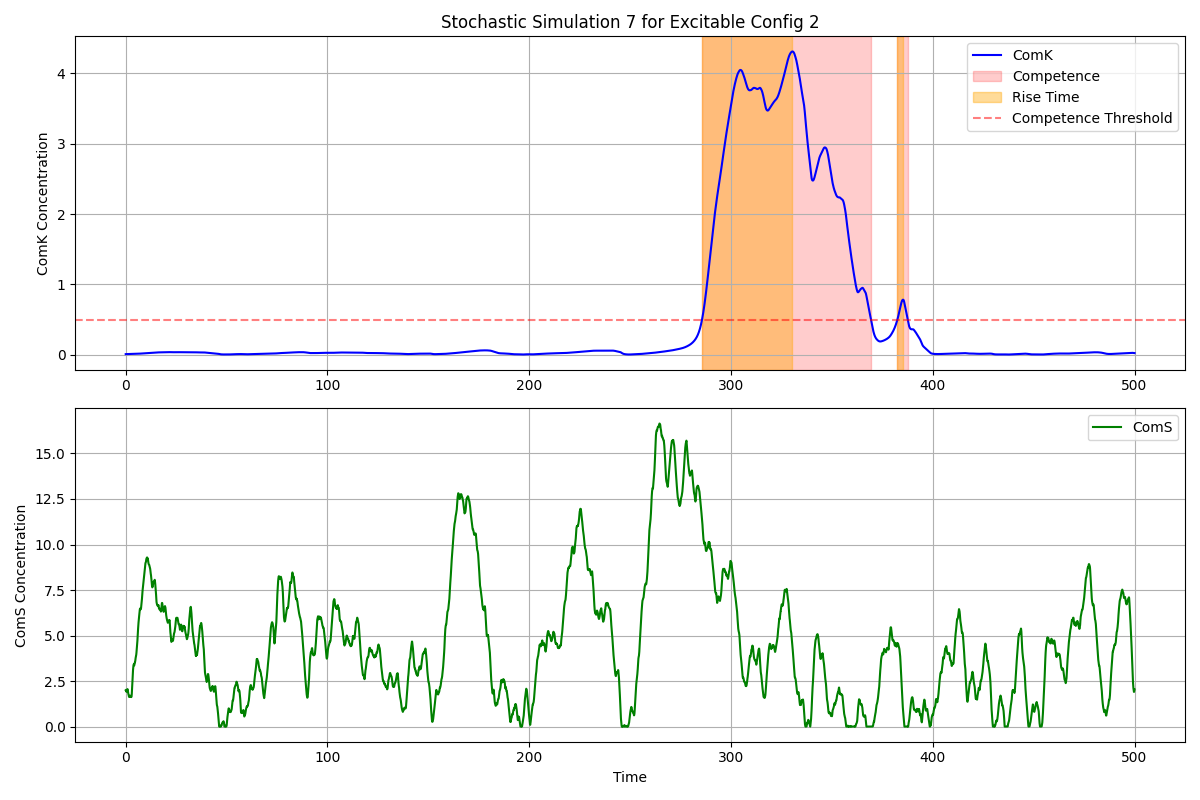 Stochastic Simulation 7 for Excitable Config 2
ComK Concentration
4
3
2
1
0
0 100 200 300 400 500
ComK
Competence
Rise Time
Competence Threshold
ComS Concentration
15.0
12.5
10.0
7.5
5.0
2.5
0.0
0 100 200 300 400 500
Time
ComS